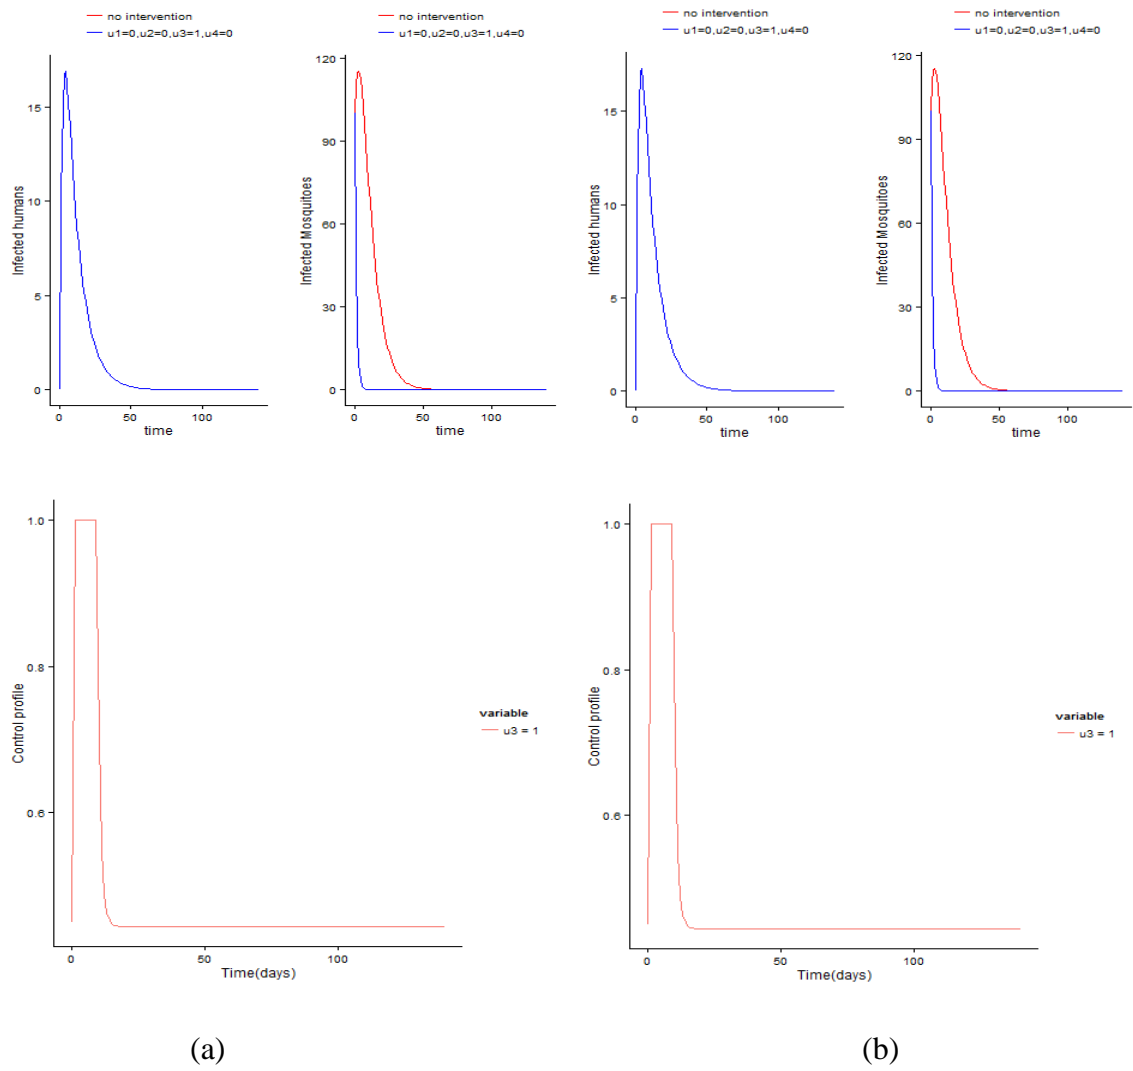 no intervention
u1=0,u2=0,u3=1,u4=0
Infected humans
15
10
5
0
0
50
100
time
no intervention
u1=0,u2=0,u3=1,u4=0
Infected Mosquitoes
120
90
60
30
0
0
50
100
time
no intervention
u1=0,u2=0,u3=1,u4=0
Infected humans
15
10
5
0
0
50
100
time
no intervention
u1=0,u2=0,u3=1,u4=0
Infected Mosquitoes
120
90
60
30
0
0
50
100
time
Control profile
1.0
0.8
0.6
0
50
100
Time(days)
variable
u3 = 1
Control profile
1.0
0.8
0.6
0
50
100
Time(days)
variable
u3 = 1
(a)
(b)